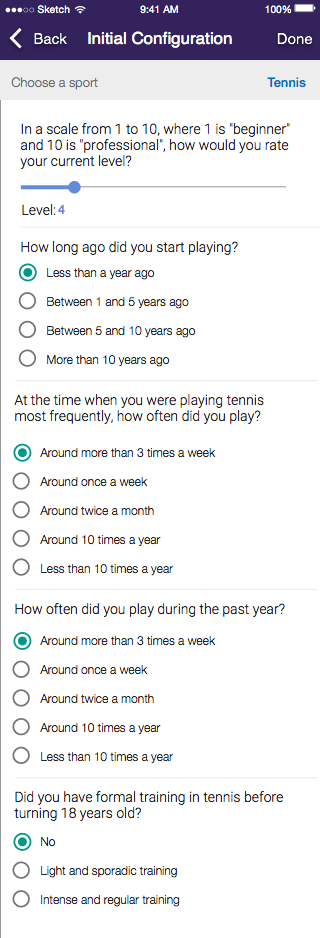 Sketch 9:41 AM 100%
Back Initial Configuration Done
Choose a sport Tennis
In a scale from 1 to 10, where 1 is "beginner"
and 10 is "professional", how would you rate
your current level?
Level: 4
How long ago did you start playing?
Less than a year ago
Between 1 and 5 years ago
Between 5 and 10 years ago
More than 10 years ago
At the time when you were playing tennis
most frequently, how often did you play?
Around more than 3 times a week
Around once a week
Around twice a month
Around 10 times a year
Less than 10 times a year
How often did you play during the past year?
Around more than 3 times a week
Around once a week
Around twice a month
Around 10 times a year
Less than 10 times a year
Did you have formal training in tennis before
turning 18 years old?
No
Light and sporadic training
Intense and regular training